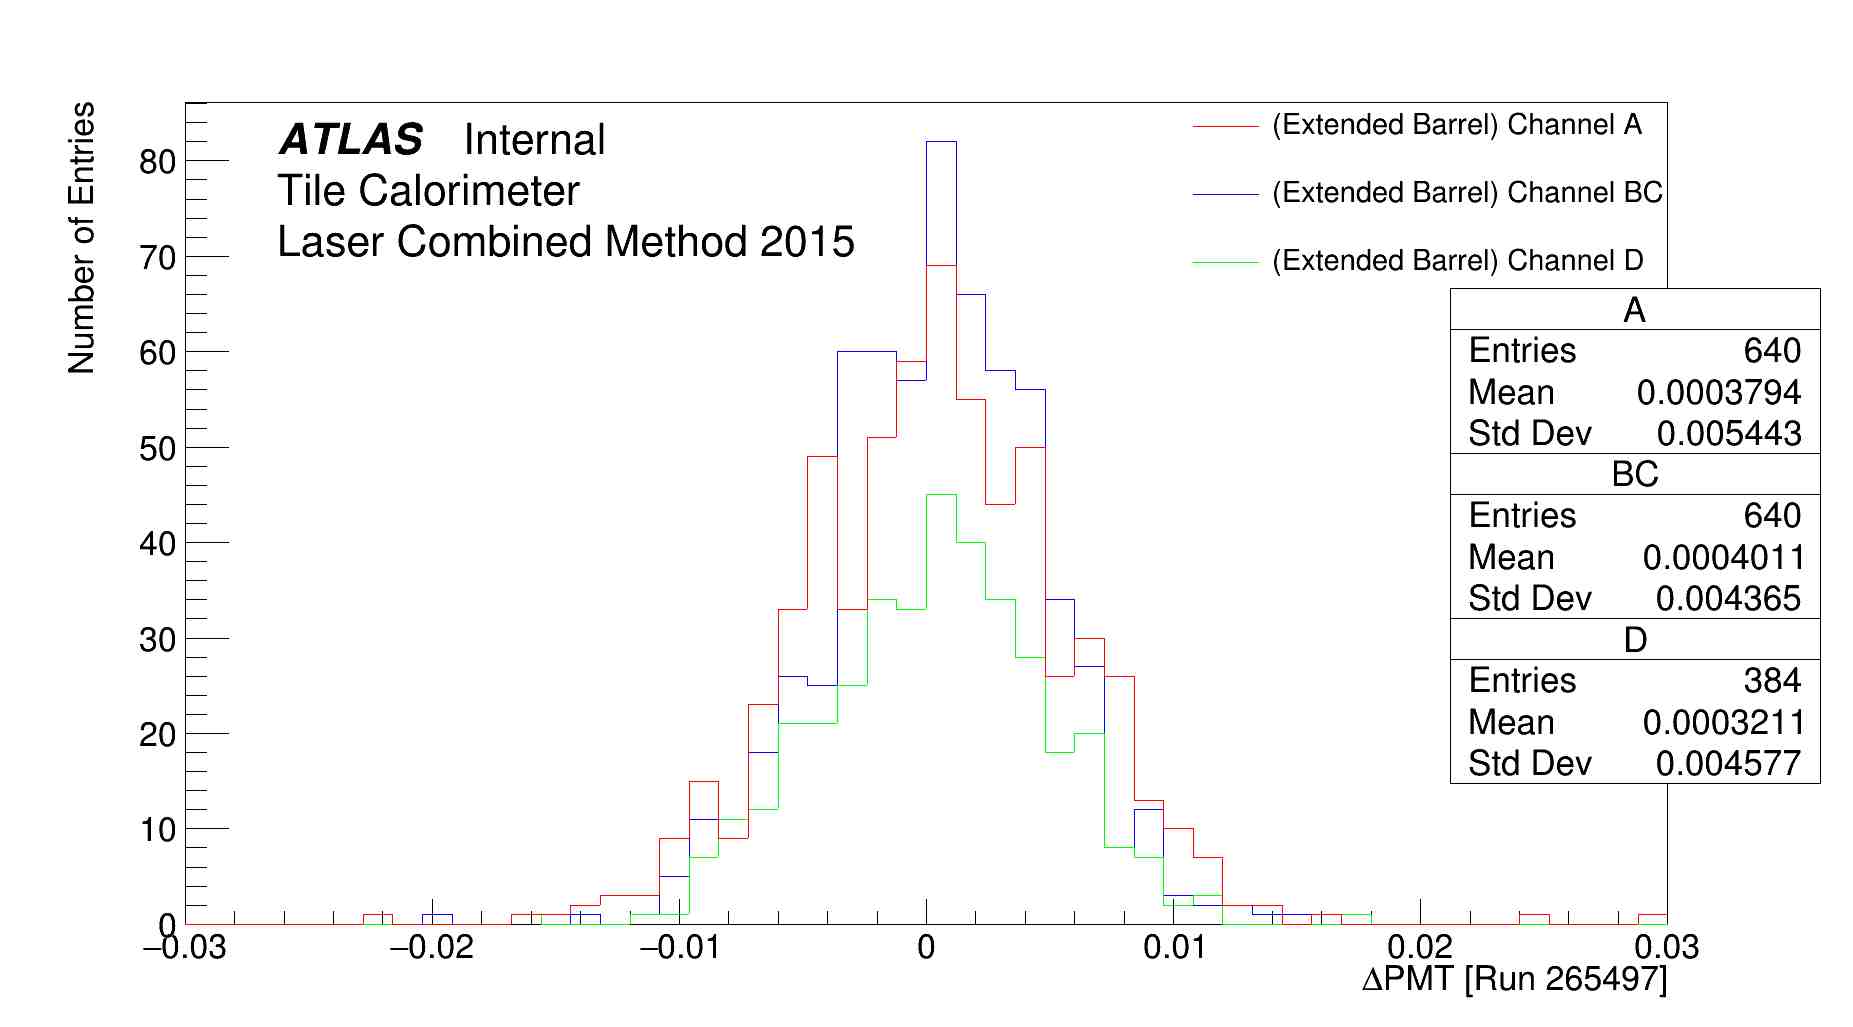 ATLAS Internal
Tile Calorimeter
Laser Combined Method 2015
(Extended Barrel) Channel A
(Extended Barrel) Channel BC
(Extended Barrel) Channel D
A
Entries 640
Mean 0.0003794
Std Dev 0.005443
BC
Entries 640
Mean 0.0004011
Std Dev 0.004365
D
Entries 384
Mean 0.0003211
Std Dev 0.004577
Number of Entries
80
70
60
50
40
30
20
10
0
−0.03 −0.02 −0.01 0 0.01 0.02 0.03
ΔPMT [Run 265497]